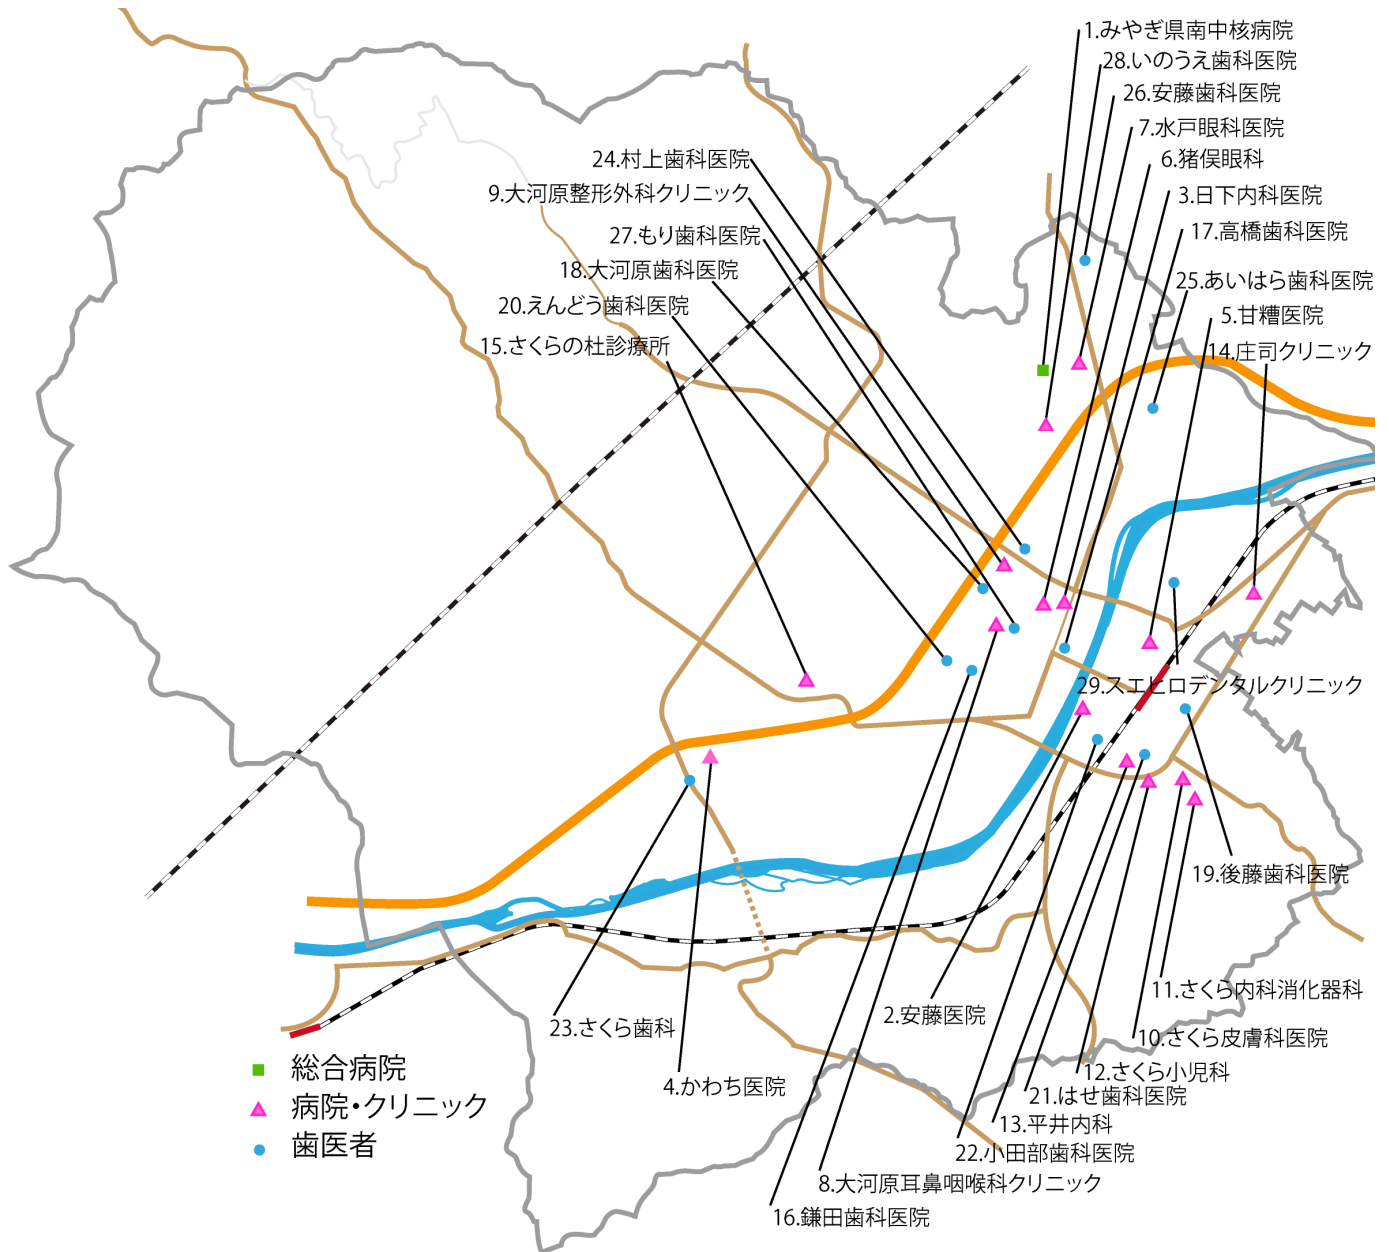 1.みやぎ県南中核病院
28.いのうえ歯科医院
26.安藤歯科医院
7.水戸眼科医院
24.村上歯科医院
6.猪俣眼科
9.大河原整形外科クリニック
3.日下内科医院
27.もり歯科医院
17.高橋歯科医院
18.大河原歯科医院
25.あいはら歯科医院
20.えんどう歯科医院
5.甘糟医院
15.さくらの杜診療所
14.庄司クリニック
29.スエヒロデンタルクリニック
19.後藤歯科医院
11.さくら内科消化器科
2.安藤医院
23.さくら歯科
10.さくら皮膚科医院
総合病院
12.さくら小児科
4.かわち医院
21.はせ歯科医院
病院・クリニック
13.平井内科
歯医者
22.小田部歯科医院
8.大河原耳鼻咽喉科クリニック
16.鎌田歯科医院